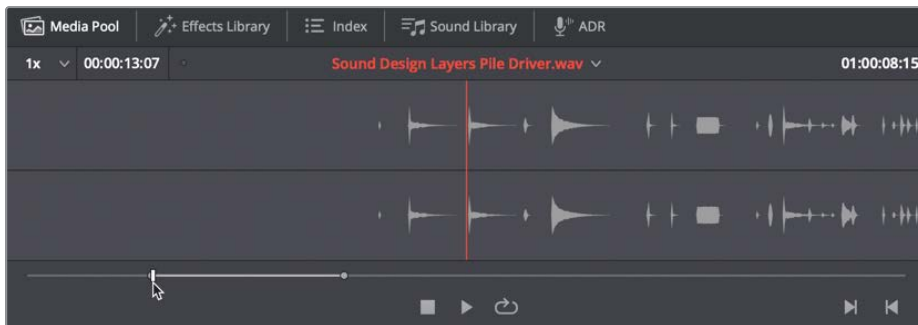 Media Pool Effects Library Index Sound Library ADR
1x 00:00:13:07 Sound Design Layers Pile Driver.wav 01:00:08:15